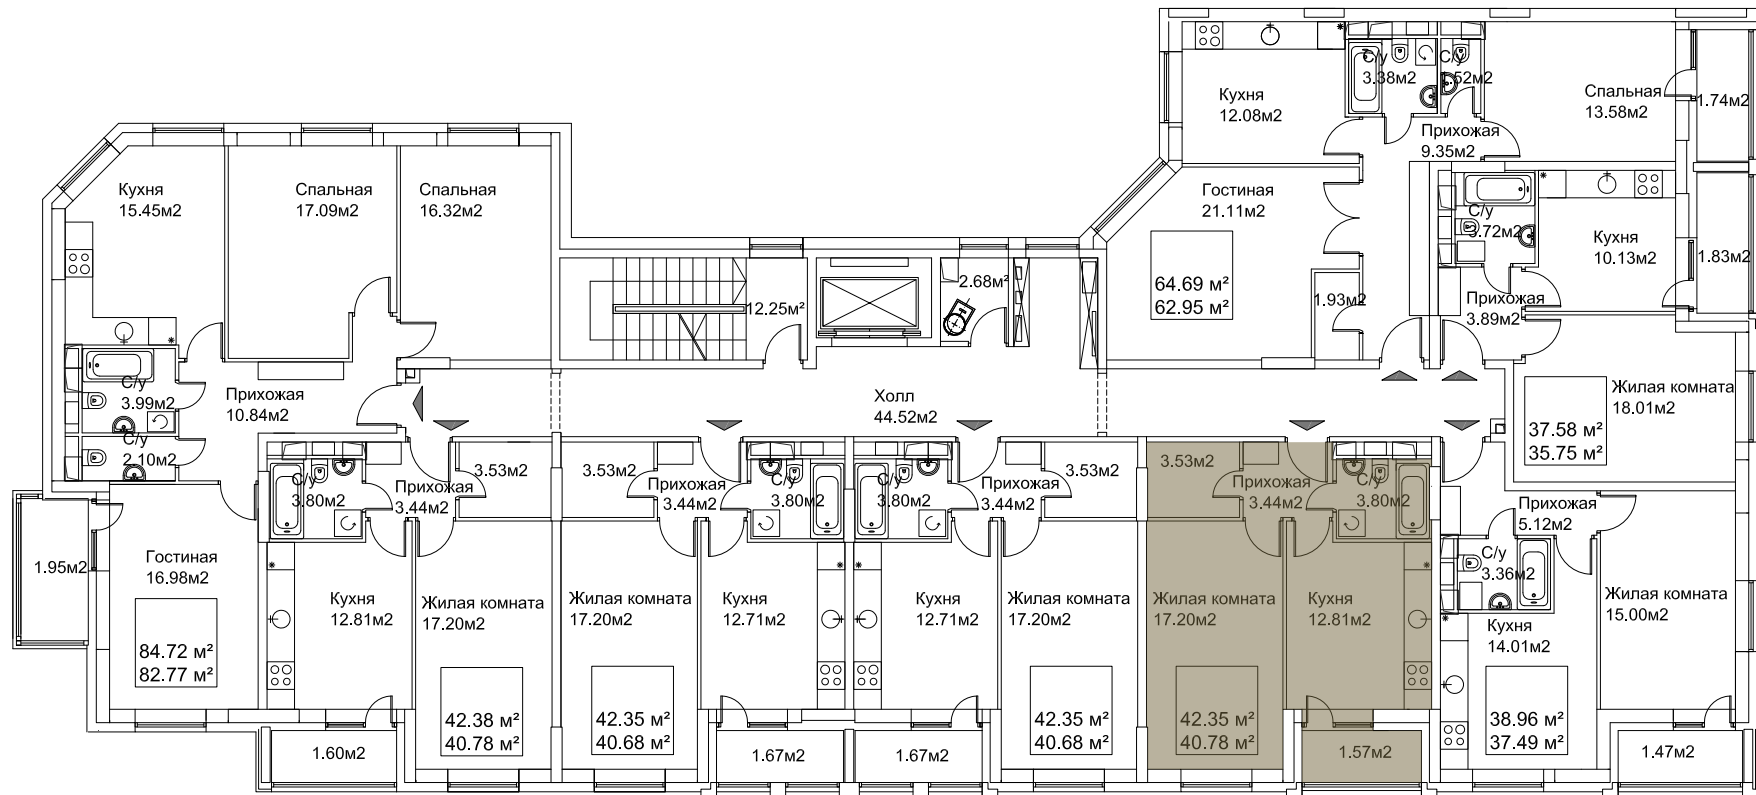 Кухня
15.45м2
Спальная
17.09м2
Спальная
16.32м2
С/у
3.99м2
С/у
2.10м2
Прихожая
10.84м2
1.95м2
Гостиная
16.98м2
84.72 м²
82.77 м²
12.25м²
2.68м²
Холл
44.52м2
Кухня
12.08м2
С/у
3.38м2
С/у
.52м2
Спальная
13.58м2
1.74м2
Прихожая
9.35м2
Гостиная
21.11м2
64.69 м²
62.95 м²
1.93м2
С/у
3.72м2
Кухня
10.13м2
1.83м2
Прихожая
3.89м2
Жилая комната
18.01м2
37.58 м²
35.75 м²
С/у
3.80м2
Прихожая
3.44м2
3.53м2
Кухня
12.81м2
Жилая комната
17.20м2
42.38 м²
40.78 м²
1.60м2
3.53м2
Прихожая
3.44м2
С/у
3.80м2
Жилая комната
17.20м2
Кухня
12.71м2
42.35 м²
40.68 м²
1.67м2
С/у
3.80м2
Прихожая
3.44м2
3.53м2
Кухня
12.71м2
Жилая комната
17.20м2
42.35 м²
40.68 м²
1.67м2
3.53м2
Прихожая
3.44м2
С/у
3.80м2
Жилая комната
17.20м2
Кухня
12.81м2
42.35 м²
40.78 м²
1.57м2
Прихожая
5.12м2
С/у
3.36м2
Кухня
14.01м2
Жилая комната
15.00м2
38.96 м²
37.49 м²
1.47м2